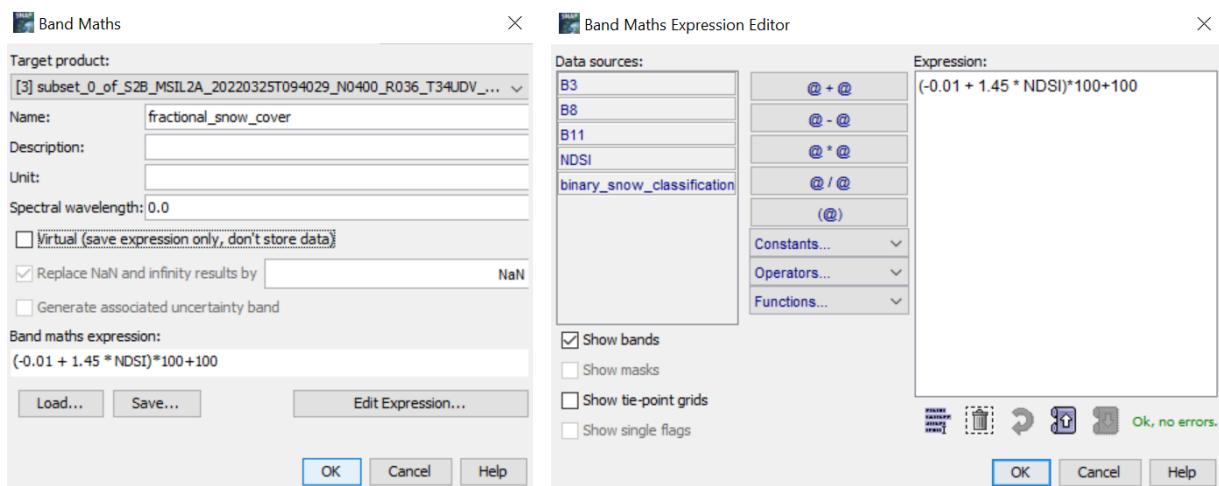 SNAP
Band Maths
Target product:
[3] subset_0_of_S2B_MSIL2A_20220325T094029_N0400_R036_T34UDV_...
Name:
fractional_snow_cover
Description:
Unit:
Spectral wavelength:
0.0
Virtual (save expression only, don't store data)
Replace NaN and infinity results by
NaN
Generate associated uncertainty band
Band maths expression:
(-0.01 + 1.45 * NDSI)*100+100
Load...
Save...
Edit Expression...
OK
Cancel
Help
SNAP
Band Maths Expression Editor
Data sources:
B3
B8
B11
NDSI
binary_snow_classification
Show bands
Show masks
Show tie-point grids
Show single flags
@ + @
@ - @
@ * @
@ / @
(@)
Constants...
Operators...
Functions...
Expression:
(-0.01 + 1.45 * NDSI)*100+100
Ok, no errors.
OK
Cancel
Help